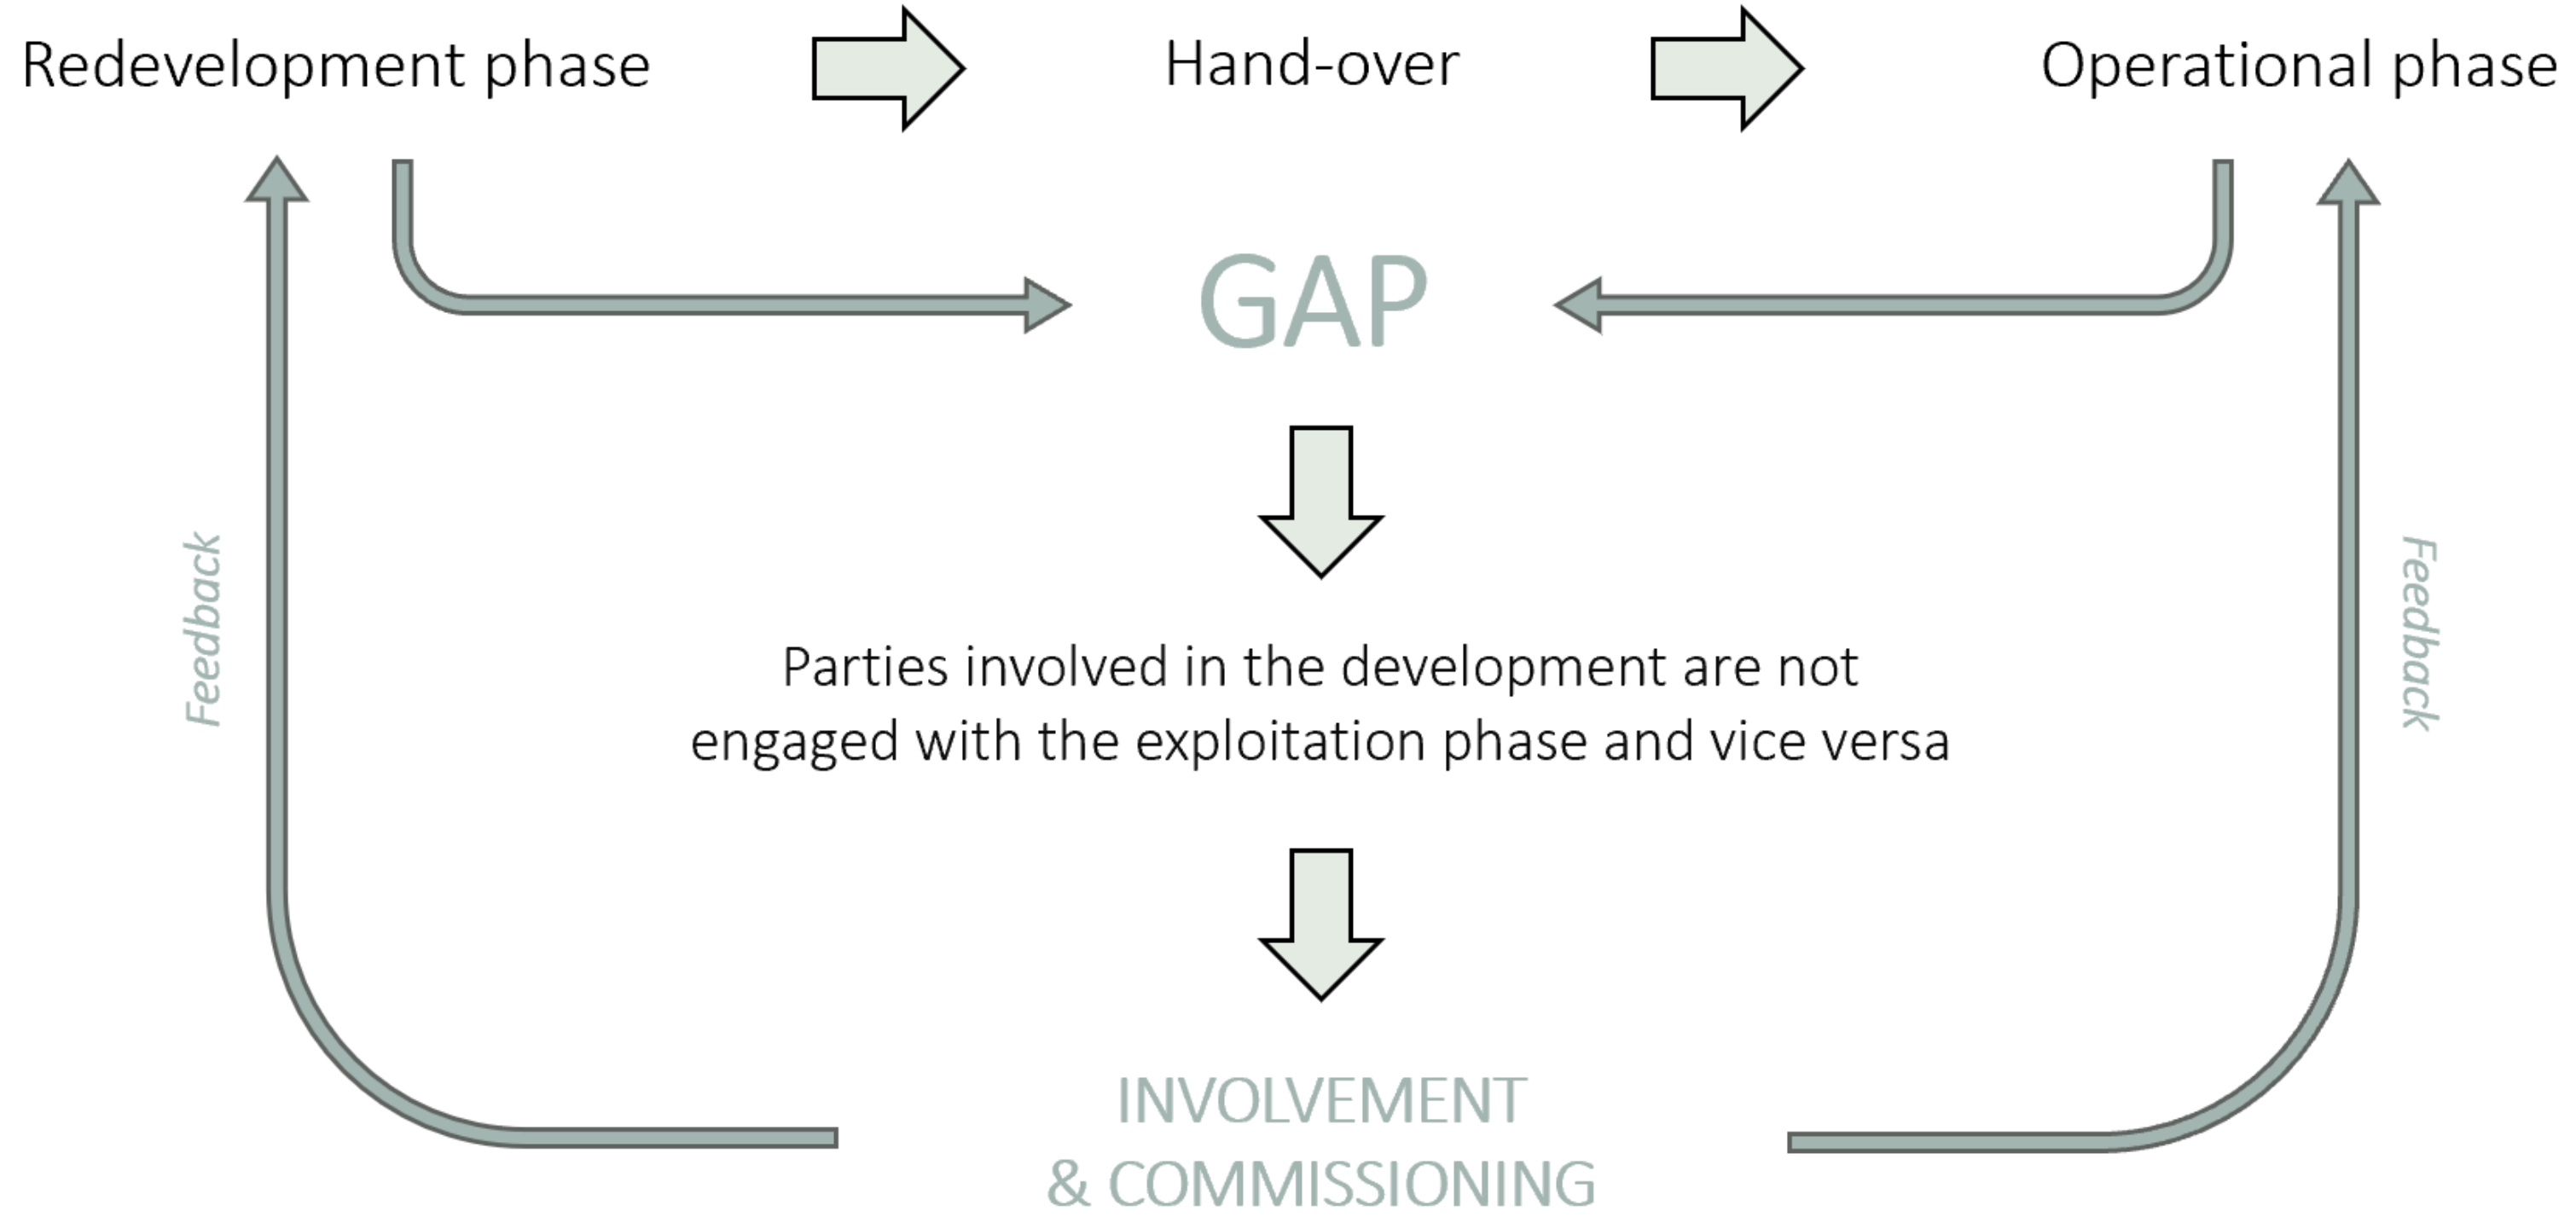 Redevelopment phase
Hand-over
Operational phase
GAP
Feedback
Feedback
Parties involved in the development are not
engaged with the exploitation phase and vice versa
INVOLVEMENT
& COMMISSIONING